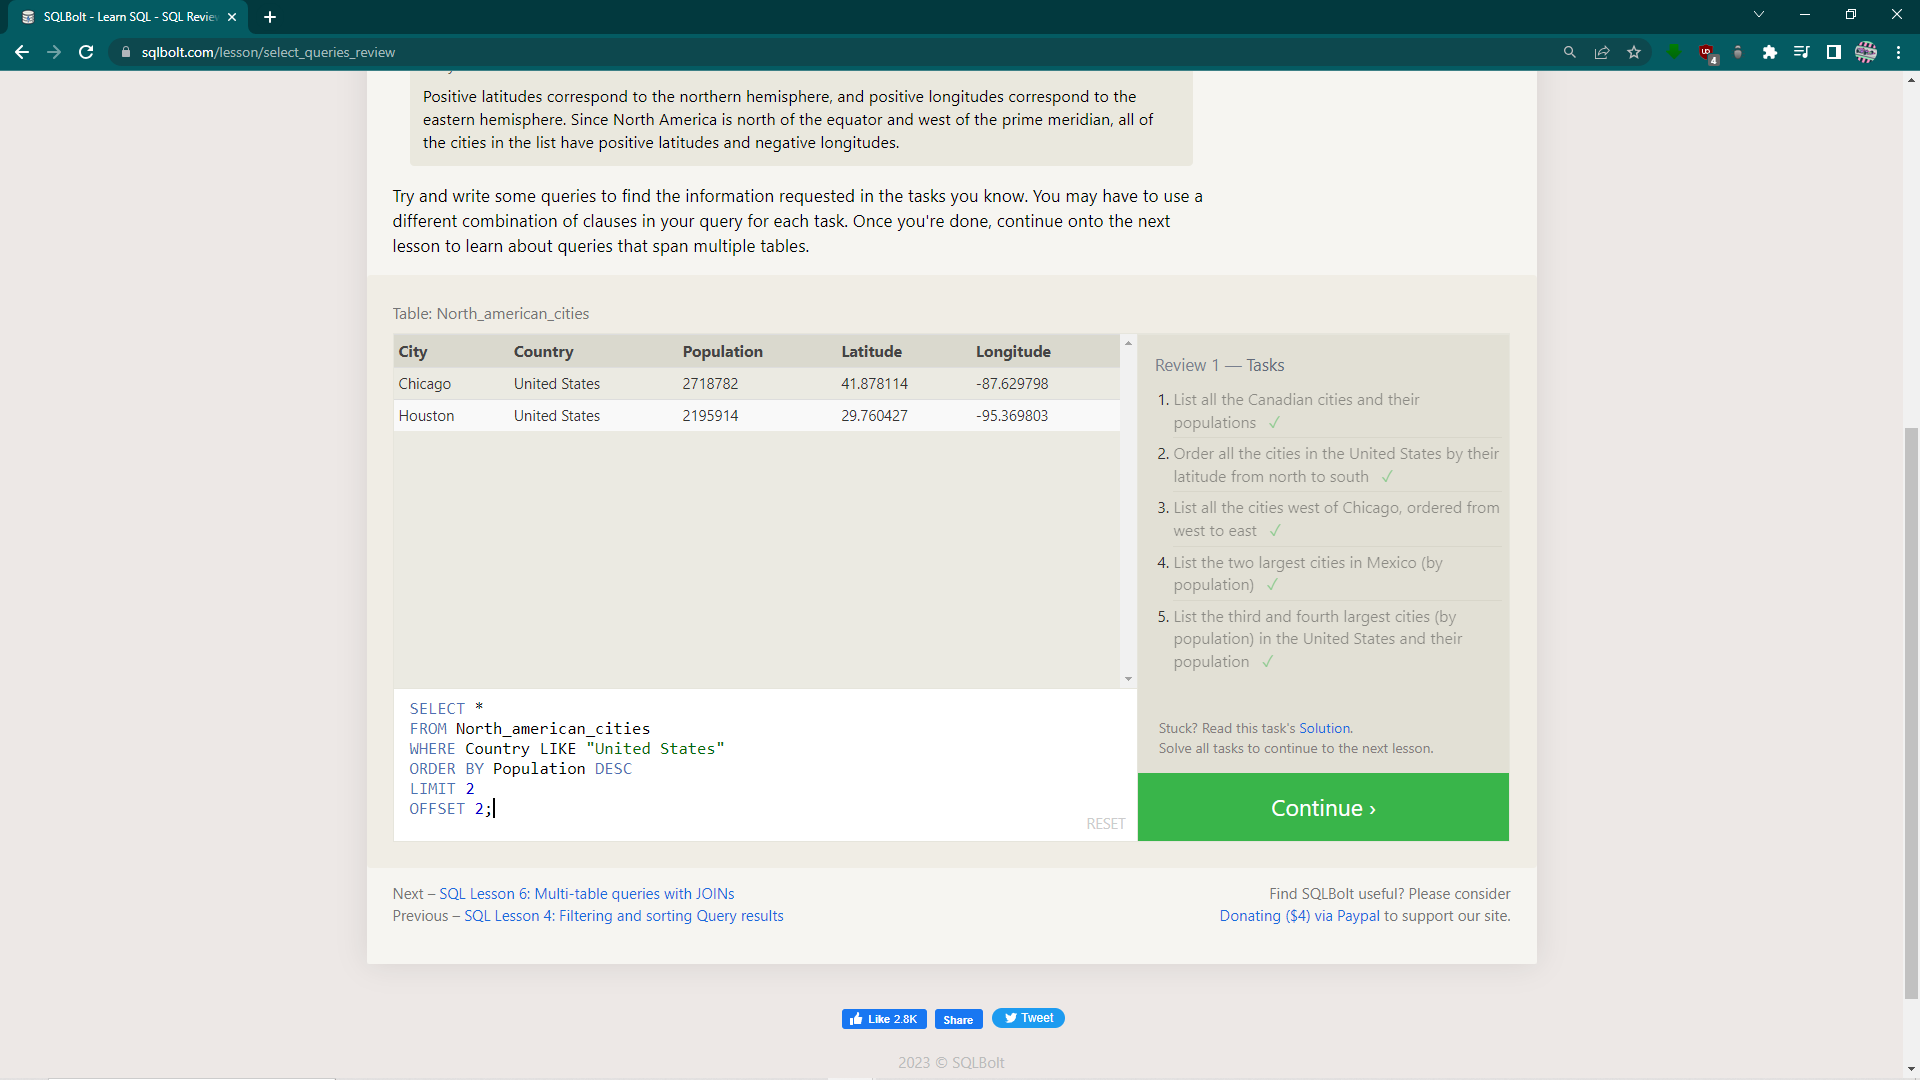 SQLBolt - Learn SQL - SQL Revie
sqlbolt.com/lesson/select_queries_review
4
Positive latitudes correspond to the northern hemisphere, and positive longitudes correspond to the
eastern hemisphere. Since North America is north of the equator and west of the prime meridian, all of
the cities in the list have positive latitudes and negative longitudes.
Try and write some queries to find the information requested in the tasks you know. You may have to use a
different combination of clauses in your query for each task. Once you're done, continue onto the next
lesson to learn about queries that span multiple tables.
Table: North_american_cities
City Country Population Latitude Longitude
Chicago United States 2718782 41.878114 -87.629798
Houston United States 2195914 29.760427 -95.369803
SELECT *
FROM North_american_cities
WHERE Country LIKE "United States"
ORDER BY Population DESC
LIMIT 2
OFFSET 2;
RESET
Review 1 — Tasks
1. List all the Canadian cities and their
populations ✓
2. Order all the cities in the United States by their
latitude from north to south ✓
3. List all the cities west of Chicago, ordered from
west to east ✓
4. List the two largest cities in Mexico (by
population) ✓
5. List the third and fourth largest cities (by
population) in the United States and their
population ✓
Stuck? Read this task's Solution.
Solve all tasks to continue to the next lesson.
Continue ›
Next – SQL Lesson 6: Multi-table queries with JOINs
Previous – SQL Lesson 4: Filtering and sorting Query results
Find SQLBolt useful? Please consider
Donating ($4) via Paypal to support our site.
Like 2.8K Share Tweet
2023 © SQLBolt